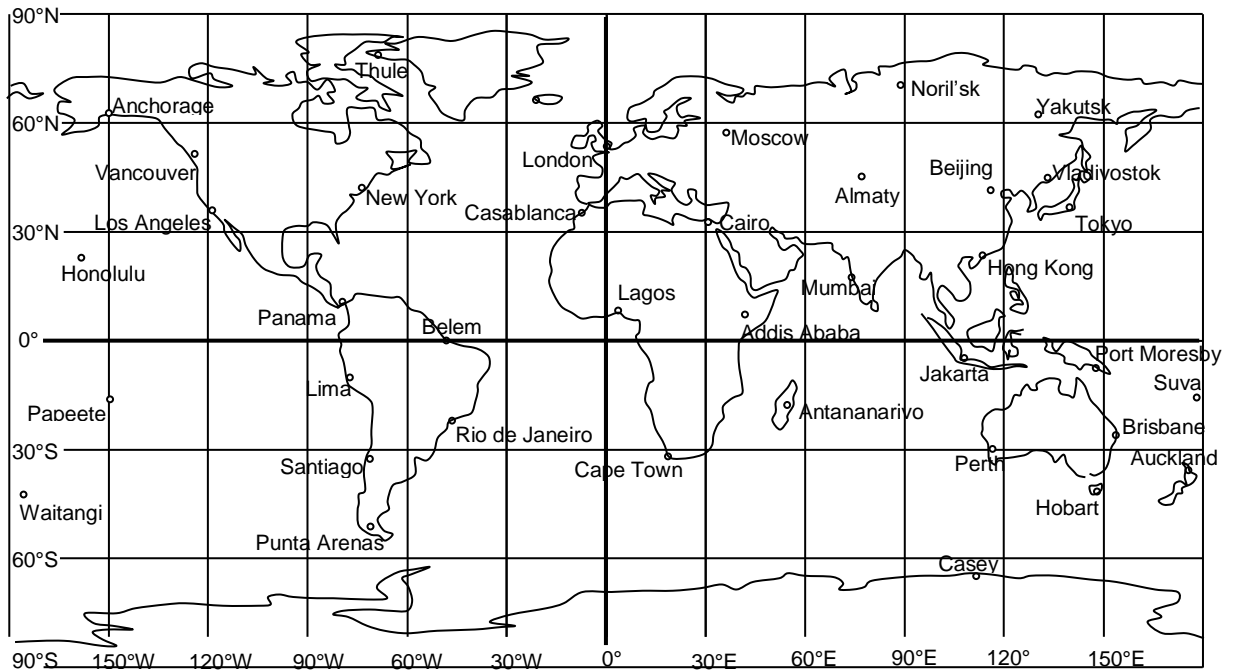 90°N
Thule
Noril'sk
Anchorage
Yakutsk
60°N
Moscow
London
Beijing
Vancouver
Vladivostok
Almaty
New York
Casablanca
Los Angeles
Cairo
Tokyo
30°N
Honolulu
Hong Kong
Mumbai
Lagos
Panama
Belem
Addis Ababa
0°
Port Moresby
Jakarta
Lima
Suva
Papeete
Antananarivo
Brisbane
Rio de Janeiro
30°S
Auckland
Santiago
Cape Town
Perth
Hobart
Waitangi
Punta Arenas
60°S
Casey
90°S 150°W 120°W 90°W 60°W 30°W 0° 30°E 60°E 90°E 120° 150°E